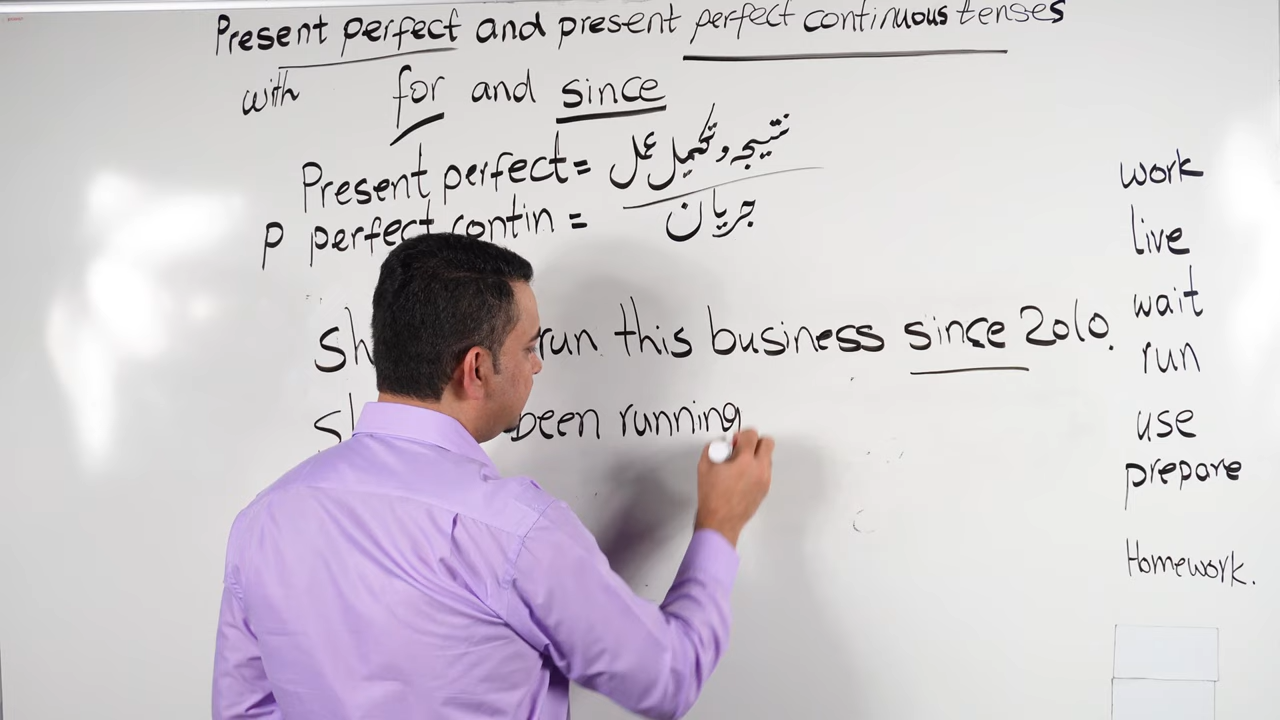 Present perfect and present perfect continuous tenses
with for and since
Present perfect = نتیجه و تکمیل عمل
P perfect contin = جریان
run this business since 2010.
been running
work
live
wait
run
use
prepare
Homework.